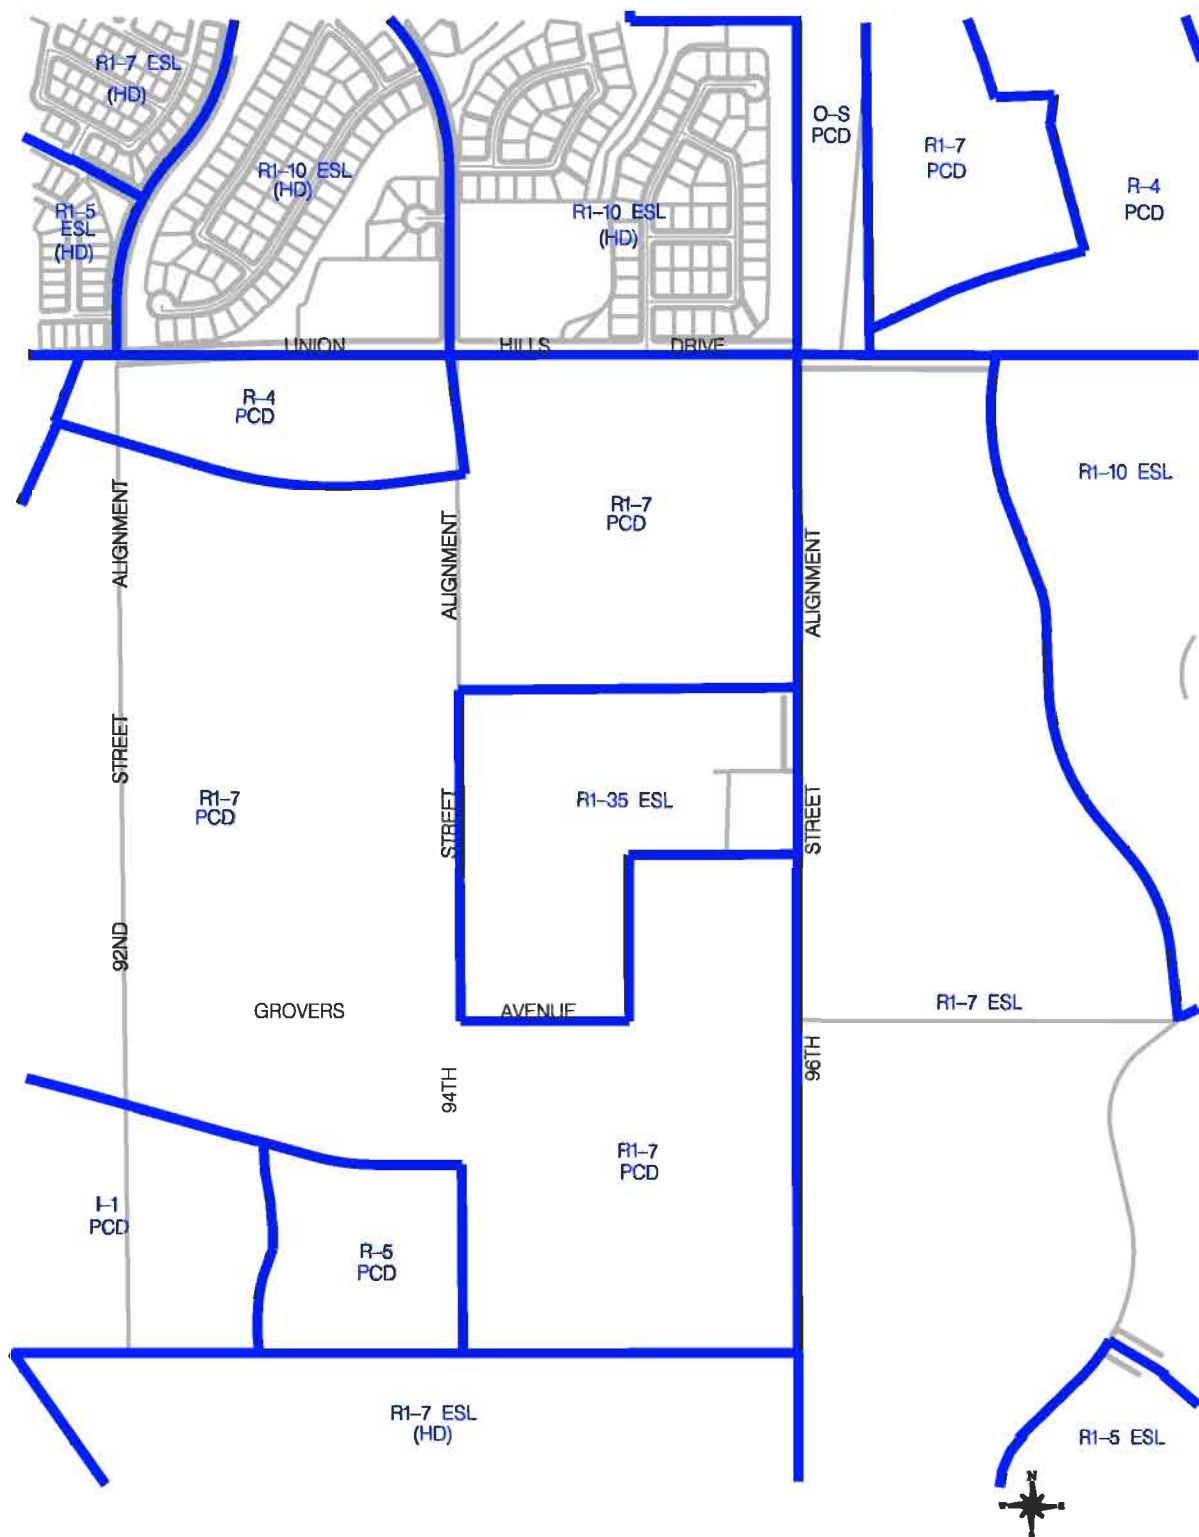 R1-7 ESL
(HD)
R1-10 ESL
(HD)
R1-5
ESL
(HD)
R1-10 ESL
(HD)
O-S
PCD
R1-7
PCD
R-4
PCD
UNION HILLS DRIVE
R-4
PCD
R1-7
PCD
R1-10 ESL
92ND STREET ALIGNMENT
94TH STREET ALIGNMENT
96TH STREET ALIGNMENT
R1-7
PCD
R1-35 ESL
R1-7 ESL
GROVERS AVENUE
R1-7
PCD
I-1
PCD
R-5
PCD
R1-7 ESL
(HD)
R1-5 ESL
N
W E